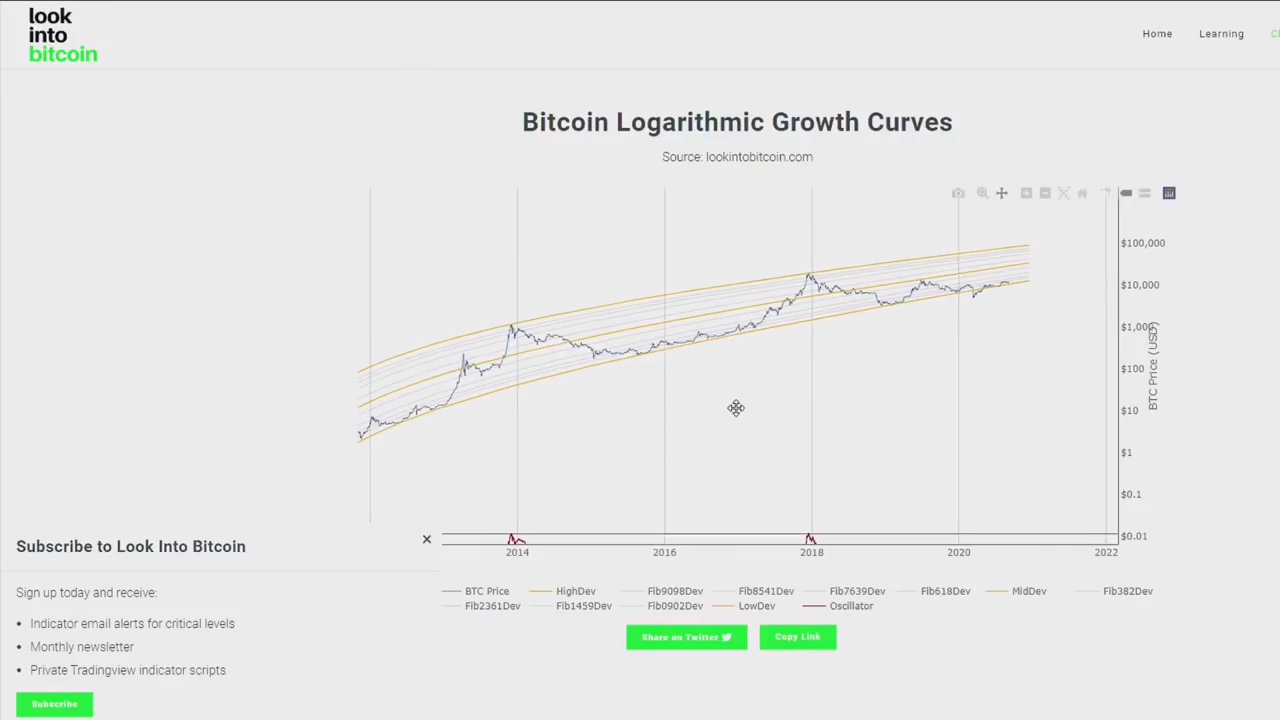 look
into
bitcoin
Home Learning
Bitcoin Logarithmic Growth Curves
Source: lookintobitcoin.com
$100,000
$10,000
$1,000
$100
$10
$1
$0.1
$0.01
BTC Price (USD)
2014 2016 2018 2020 2022
BTC Price HighDev Fib9098Dev Fib8541Dev Fib7639Dev Fib618Dev MidDev Fib382Dev
Fib2361Dev Fib1459Dev Fib0902Dev LowDev Oscillator
Share on Twitter Copy Link
Subscribe to Look Into Bitcoin
Sign up today and receive:
• Indicator email alerts for critical levels
• Monthly newsletter
• Private Tradingview indicator scripts
Subscribe